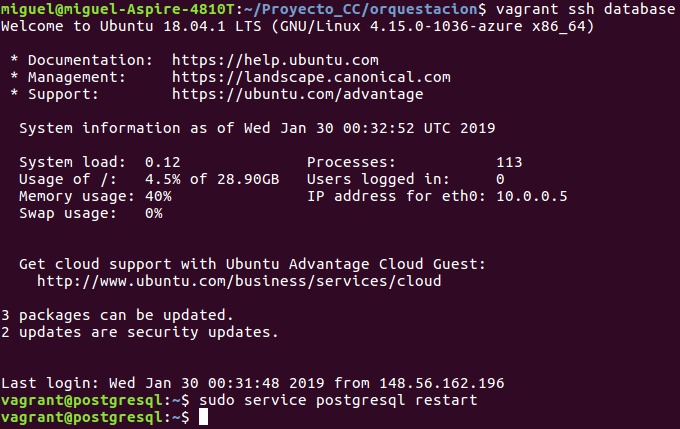 miguel@miguel-Aspire-4810T:~/Proyecto_CC/orquestacion$ vagrant ssh database
Welcome to Ubuntu 18.04.1 LTS (GNU/Linux 4.15.0-1036-azure x86_64)
* Documentation:  https://help.ubuntu.com
* Management:     https://landscape.canonical.com
* Support:        https://ubuntu.com/advantage
System information as of Wed Jan 30 00:32:52 UTC 2019
System load:  0.12               Processes:           113
Usage of /:   4.5% of 28.90GB   Users logged in:     0
Memory usage: 40%               IP address for eth0: 10.0.0.5
Swap usage:   0%
Get cloud support with Ubuntu Advantage Cloud Guest:
http://www.ubuntu.com/business/services/cloud
3 packages can be updated.
2 updates are security updates.
Last login: Wed Jan 30 00:31:48 2019 from 148.56.162.196
vagrant@postgresql:~$ sudo service postgresql restart
vagrant@postgresql:~$